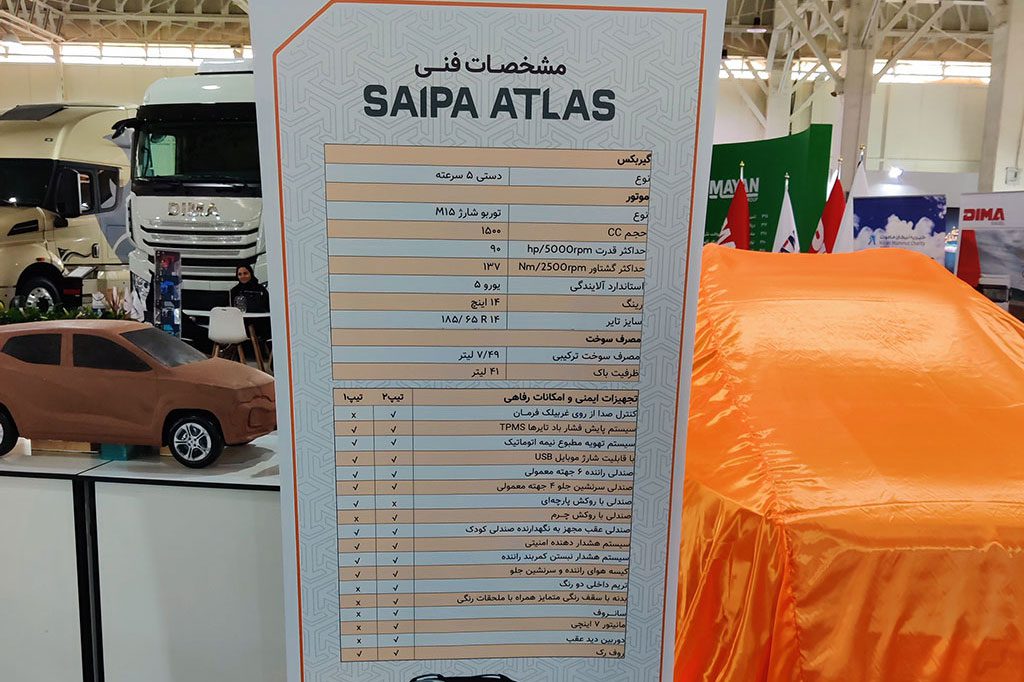 مشخصات فنی
SAIPA ATLAS
گیربکس
نوع دستی ۵ سرعته
موتور
نوع توربو شارژ M۱۵
حجم CC ۱۵۰۰
حداکثر قدرت hp/5000rpm ۹۰
حداکثر گشتاور Nm/2500rpm ۱۳۷
استاندارد آلایندگی یورو ۵
رینگ ۱۴ اینچ
سایز تایر ۱۸۵/ ۶۵ R ۱۴
مصرف سوخت
مصرف سوخت ترکیبی ۷/۴۹ لیتر
ظرفیت باک ۴۱ لیتر
تجهیزات ایمنی و امکانات رفاهی تیپ۲ تیپ۱
کنترل صدا از روی غربیلک فرمان √ x
سیستم پایش فشار باد تایرها TPMS √ √
سیستم تهویه مطبوع نیمه اتوماتیک √ √
با قابلیت شارژ موبایل USB √ √
صندلی راننده ۶ جهته معمولی √ √
صندلی سرنشین جلو ۴ جهته معمولی √ √
صندلی با روکش پارچه‌ای x √
صندلی با روکش چرم √ x
صندلی عقب مجهز به نگهدارنده صندلی کودک √ √
سیستم هشدار دهنده امنیتی √ √
سیستم هشدار نبستن کمربند راننده √ √
کیسه هوای راننده و سرنشین جلو √ √
تریم داخلی دو رنگ √ x
بدنه با سقف رنگی متمایز همراه با ملحقات رنگی √ x
سانروف √ x
مانیتور ۷ اینچی √ x
دوربین دید عقب √ x
روف رک √ √
DIMA
MAYAN
DIMA